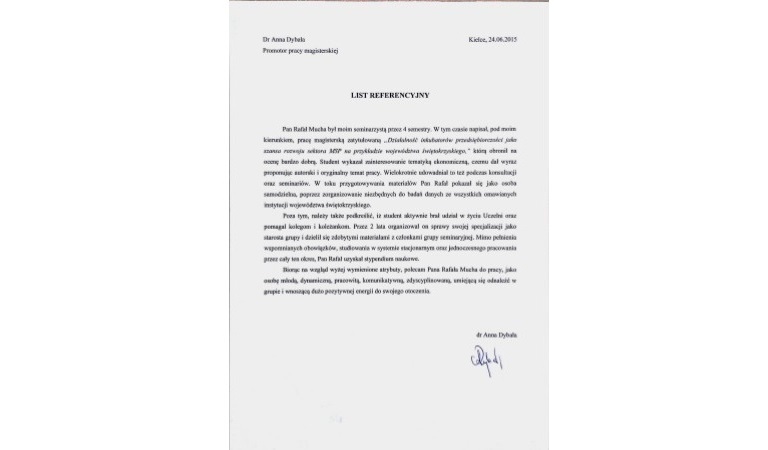 Dr Anna Dybała
Kielce, 24.06.2015
Promotor pracy magisterskiej
LIST REFERENCYJNY
Pan Rafał Mucha był moim seminarzystą przez 4 semestry. W tym czasie napisał, pod moim
kierunkiem, pracę magisterską zatytułowaną „Działalność inkubatorów przedsiębiorczości jako
szansa rozwoju sektora MSP na przykładzie województwa świętokrzyskiego,” którą obronił na
ocenę bardzo dobrą. Student wykazał zainteresowanie tematyką ekonomiczną, czemu dał wyraz
proponując autorski i oryginalny temat pracy. Wielokrotnie udowadniał to też podczas konsultacji
oraz seminariów. W toku przygotowywania materiałów Pan Rafał pokazał się jako osoba
samodzielna, poprzez zorganizowanie niezbędnych do badań danych ze wszystkich omawianych
instytucji województwa świętokrzyskiego.
Poza tym, należy także podkreślić, iż student aktywnie brał udział w życiu Uczelni oraz
pomagał kolegom i koleżankom. Przez 2 lata organizował on sprawy swojej specjalizacji jako
starosta grupy i dzielił się zdobytymi materiałami z członkami grupy seminaryjnej. Mimo pełnienia
wspomnianych obowiązków, studiowania w systemie stacjonarnym oraz jednoczesnego pracowania
przez cały ten okres, Pan Rafał uzyskał stypendium naukowe.
Biorąc na wzgląd wyżej wymienione atrybuty, polecam Pana Rafała Mucha do pracy, jako
osobę młodą, dynamiczną, pracowitą, komunikatywną, zdyscyplinowaną, umiejącą się odnaleźć w
grupie i wnoszącą dużo pozytywnej energii do swojego otoczenia.
dr Anna Dybała